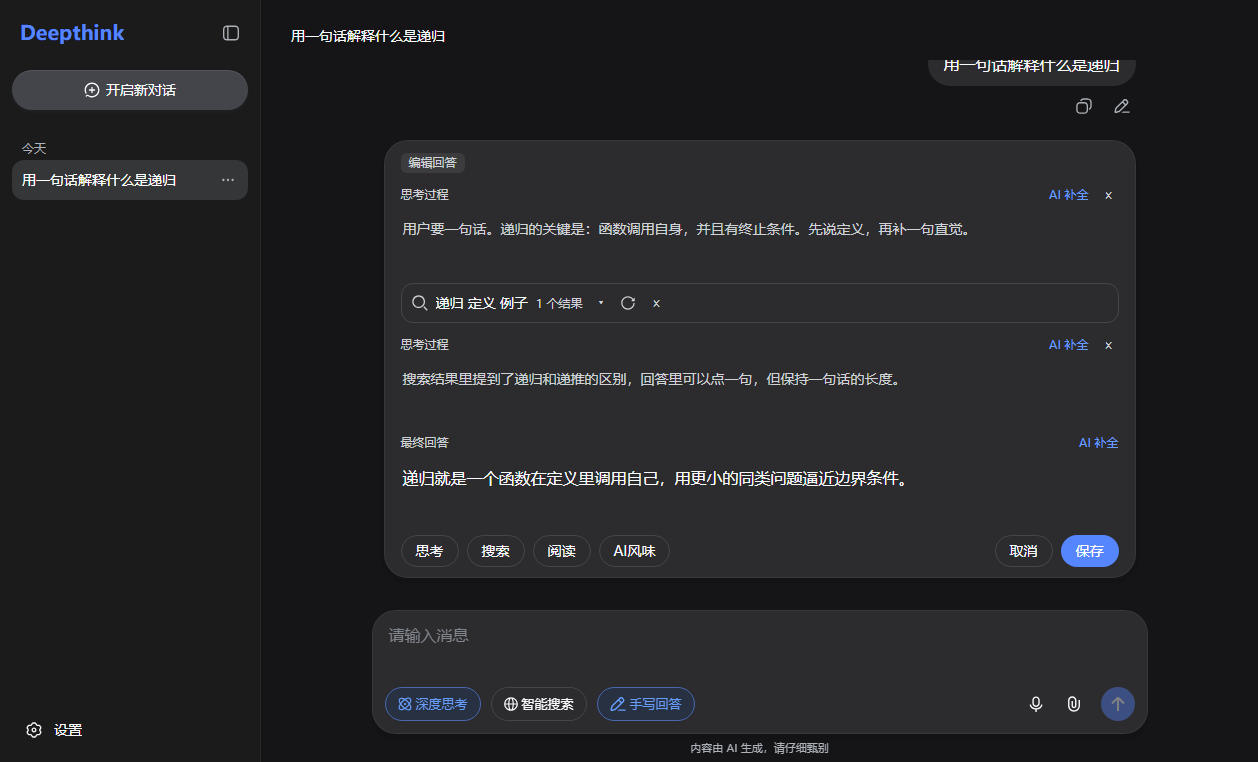 Deepthink
开启新对话
今天
用一句话解释什么是递归
···
设置
用一句话解释什么是递归
用一句话解释什么是递归
编辑回答
思考过程
AI 补全 x
用户要一句话。递归的关键是：函数调用自身，并且有终止条件。先说定义，再补一句直觉。
递归 定义 例子 1 个结果 x
思考过程
AI 补全 x
搜索结果里提到了递归和递推的区别，回答里可以点一句，但保持一句话的长度。
最终回答
AI 补全
递归就是一个函数在定义里调用自己，用更小的同类问题逼近边界条件。
思考 搜索 阅读 AI风味 取消 保存
请输入消息
深度思考 智能搜索 手写回答
内容由 AI 生成，请仔细甄别